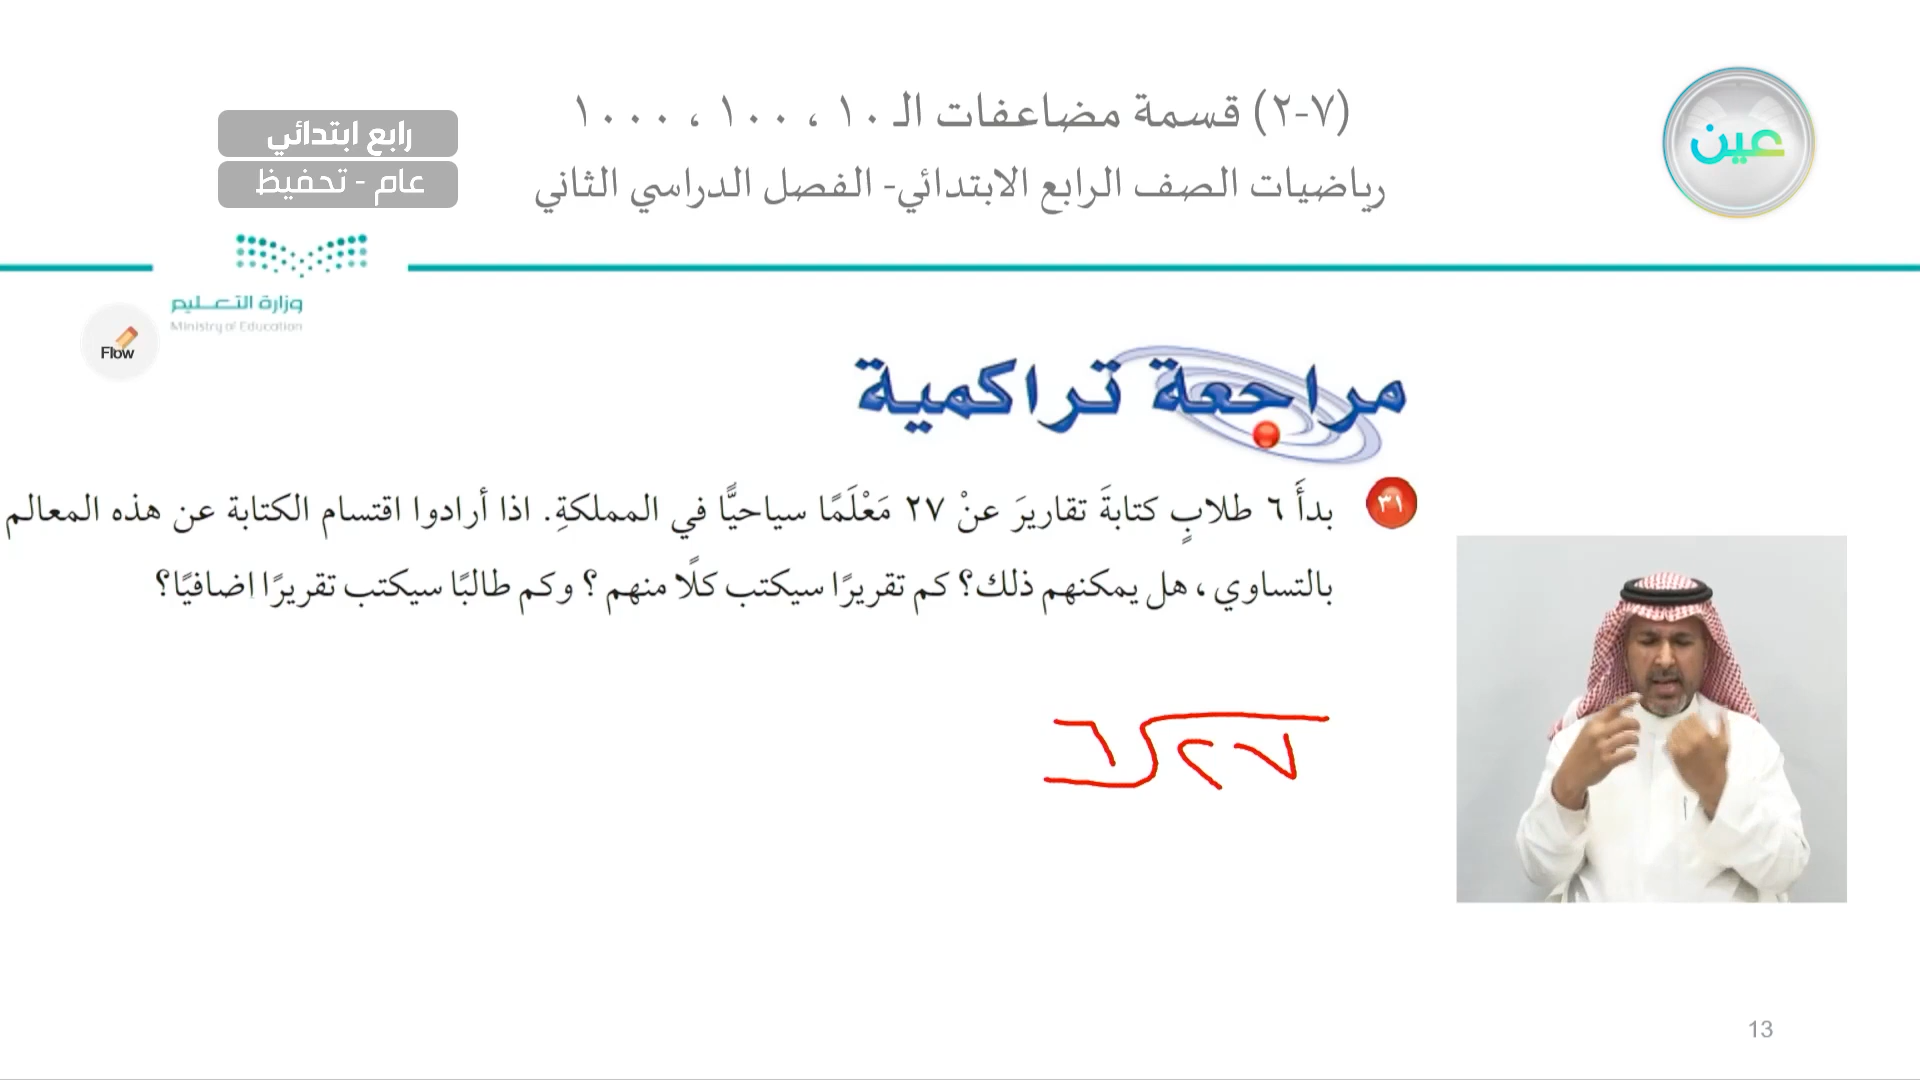 (٧-٢) قسمة مضاعفات الـ ١٠ ، ١٠٠ ، ١٠٠٠
رياضيات الصف الرابع الابتدائي- الفصل الدراسي الثاني
رابع ابتدائي
عام - تحفيظ
عين
وزارة التعليم
Ministry of Education
Flow
مراجعة تراكمية
٣١ بدأَ ٦ طلابٍ كتابةَ تقاريرَ عنْ ٢٧ مَعْلَمًا سياحيًّا في المملكةِ. اذا أرادوا اقتسام الكتابة عن هذه المعالم
بالتساوي ، هل يمكنهم ذلك؟ كم تقريرًا سيكتب كلًا منهم ؟ وكم طالبًا سيكتب تقريرًا اضافيًا؟
٦ ٢٧
13